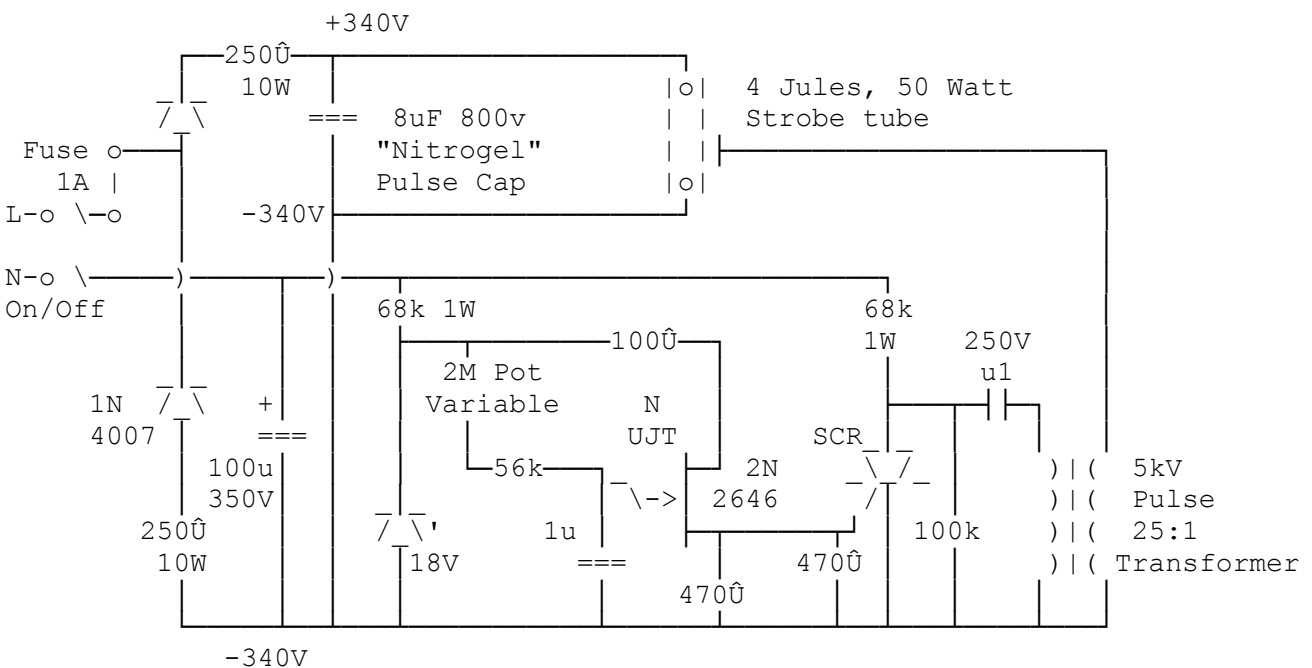 +340V
250Û
10W
4 Jules, 50 Watt
8uF 800v
Strobe tube
Fuse
"Nitrogel"
1A
Pulse Cap
L-o
-340V
N-o
On/Off
68k 1W
68k
100Û
1W 250V
2M Pot
u1
1N
+
Variable
N
4007
UJT
SCR
100u
56k
2N
5kV
350V
2646
Pulse
250Û
1u
100k
25:1
10W
18V
470Û
Transformer
470Û
-340V